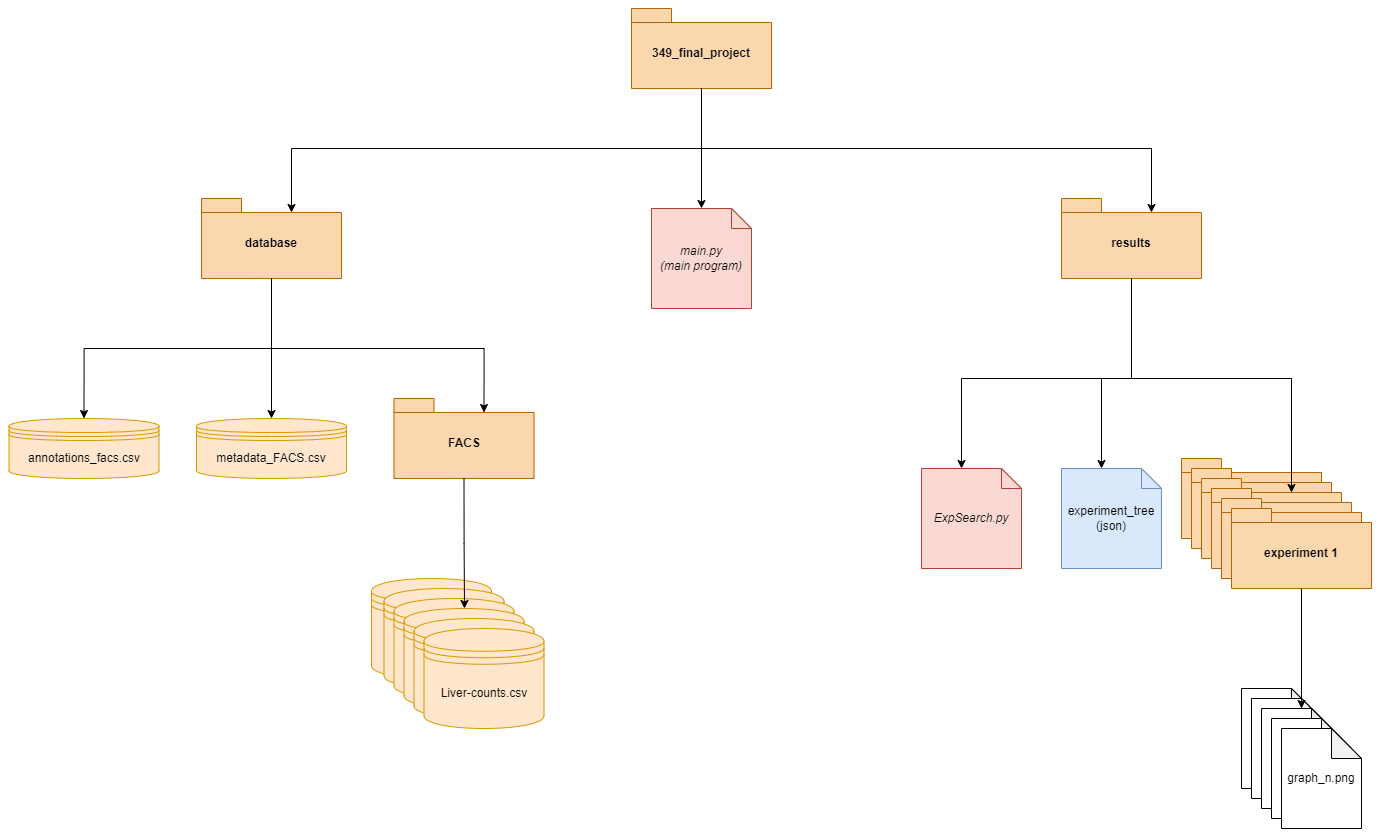 349_final_project
database
main.py
(main program)
results
annotations_facs.csv
metadata_FACS.csv
FACS
ExpSearch.py
experiment_tree
(json)
experiment 1
Liver-counts.csv
graph_n.png